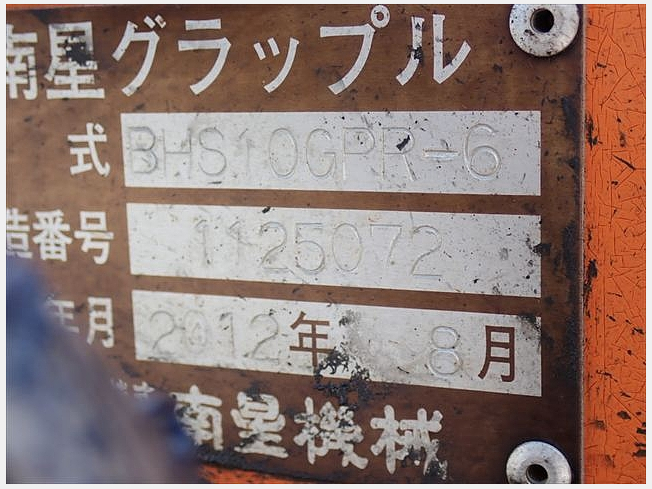 南星グラップル
式 BHS10GPR-6
造番号 1125072
年月 2012年 8月
南星機械